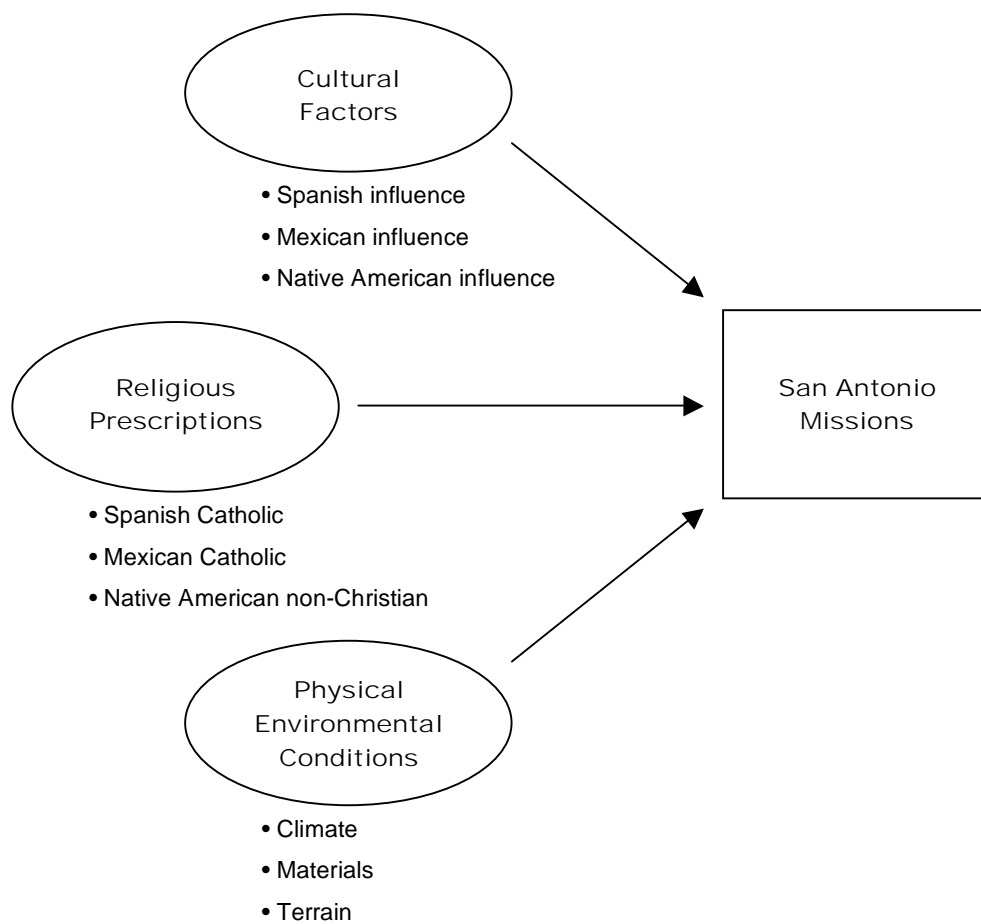 Cultural
Factors
• Spanish influence
• Mexican influence
• Native American influence
Religious
Prescriptions
San Antonio
Missions
• Spanish Catholic
• Mexican Catholic
• Native American non-Christian
Physical
Environmental
Conditions
• Climate
• Materials
• Terrain